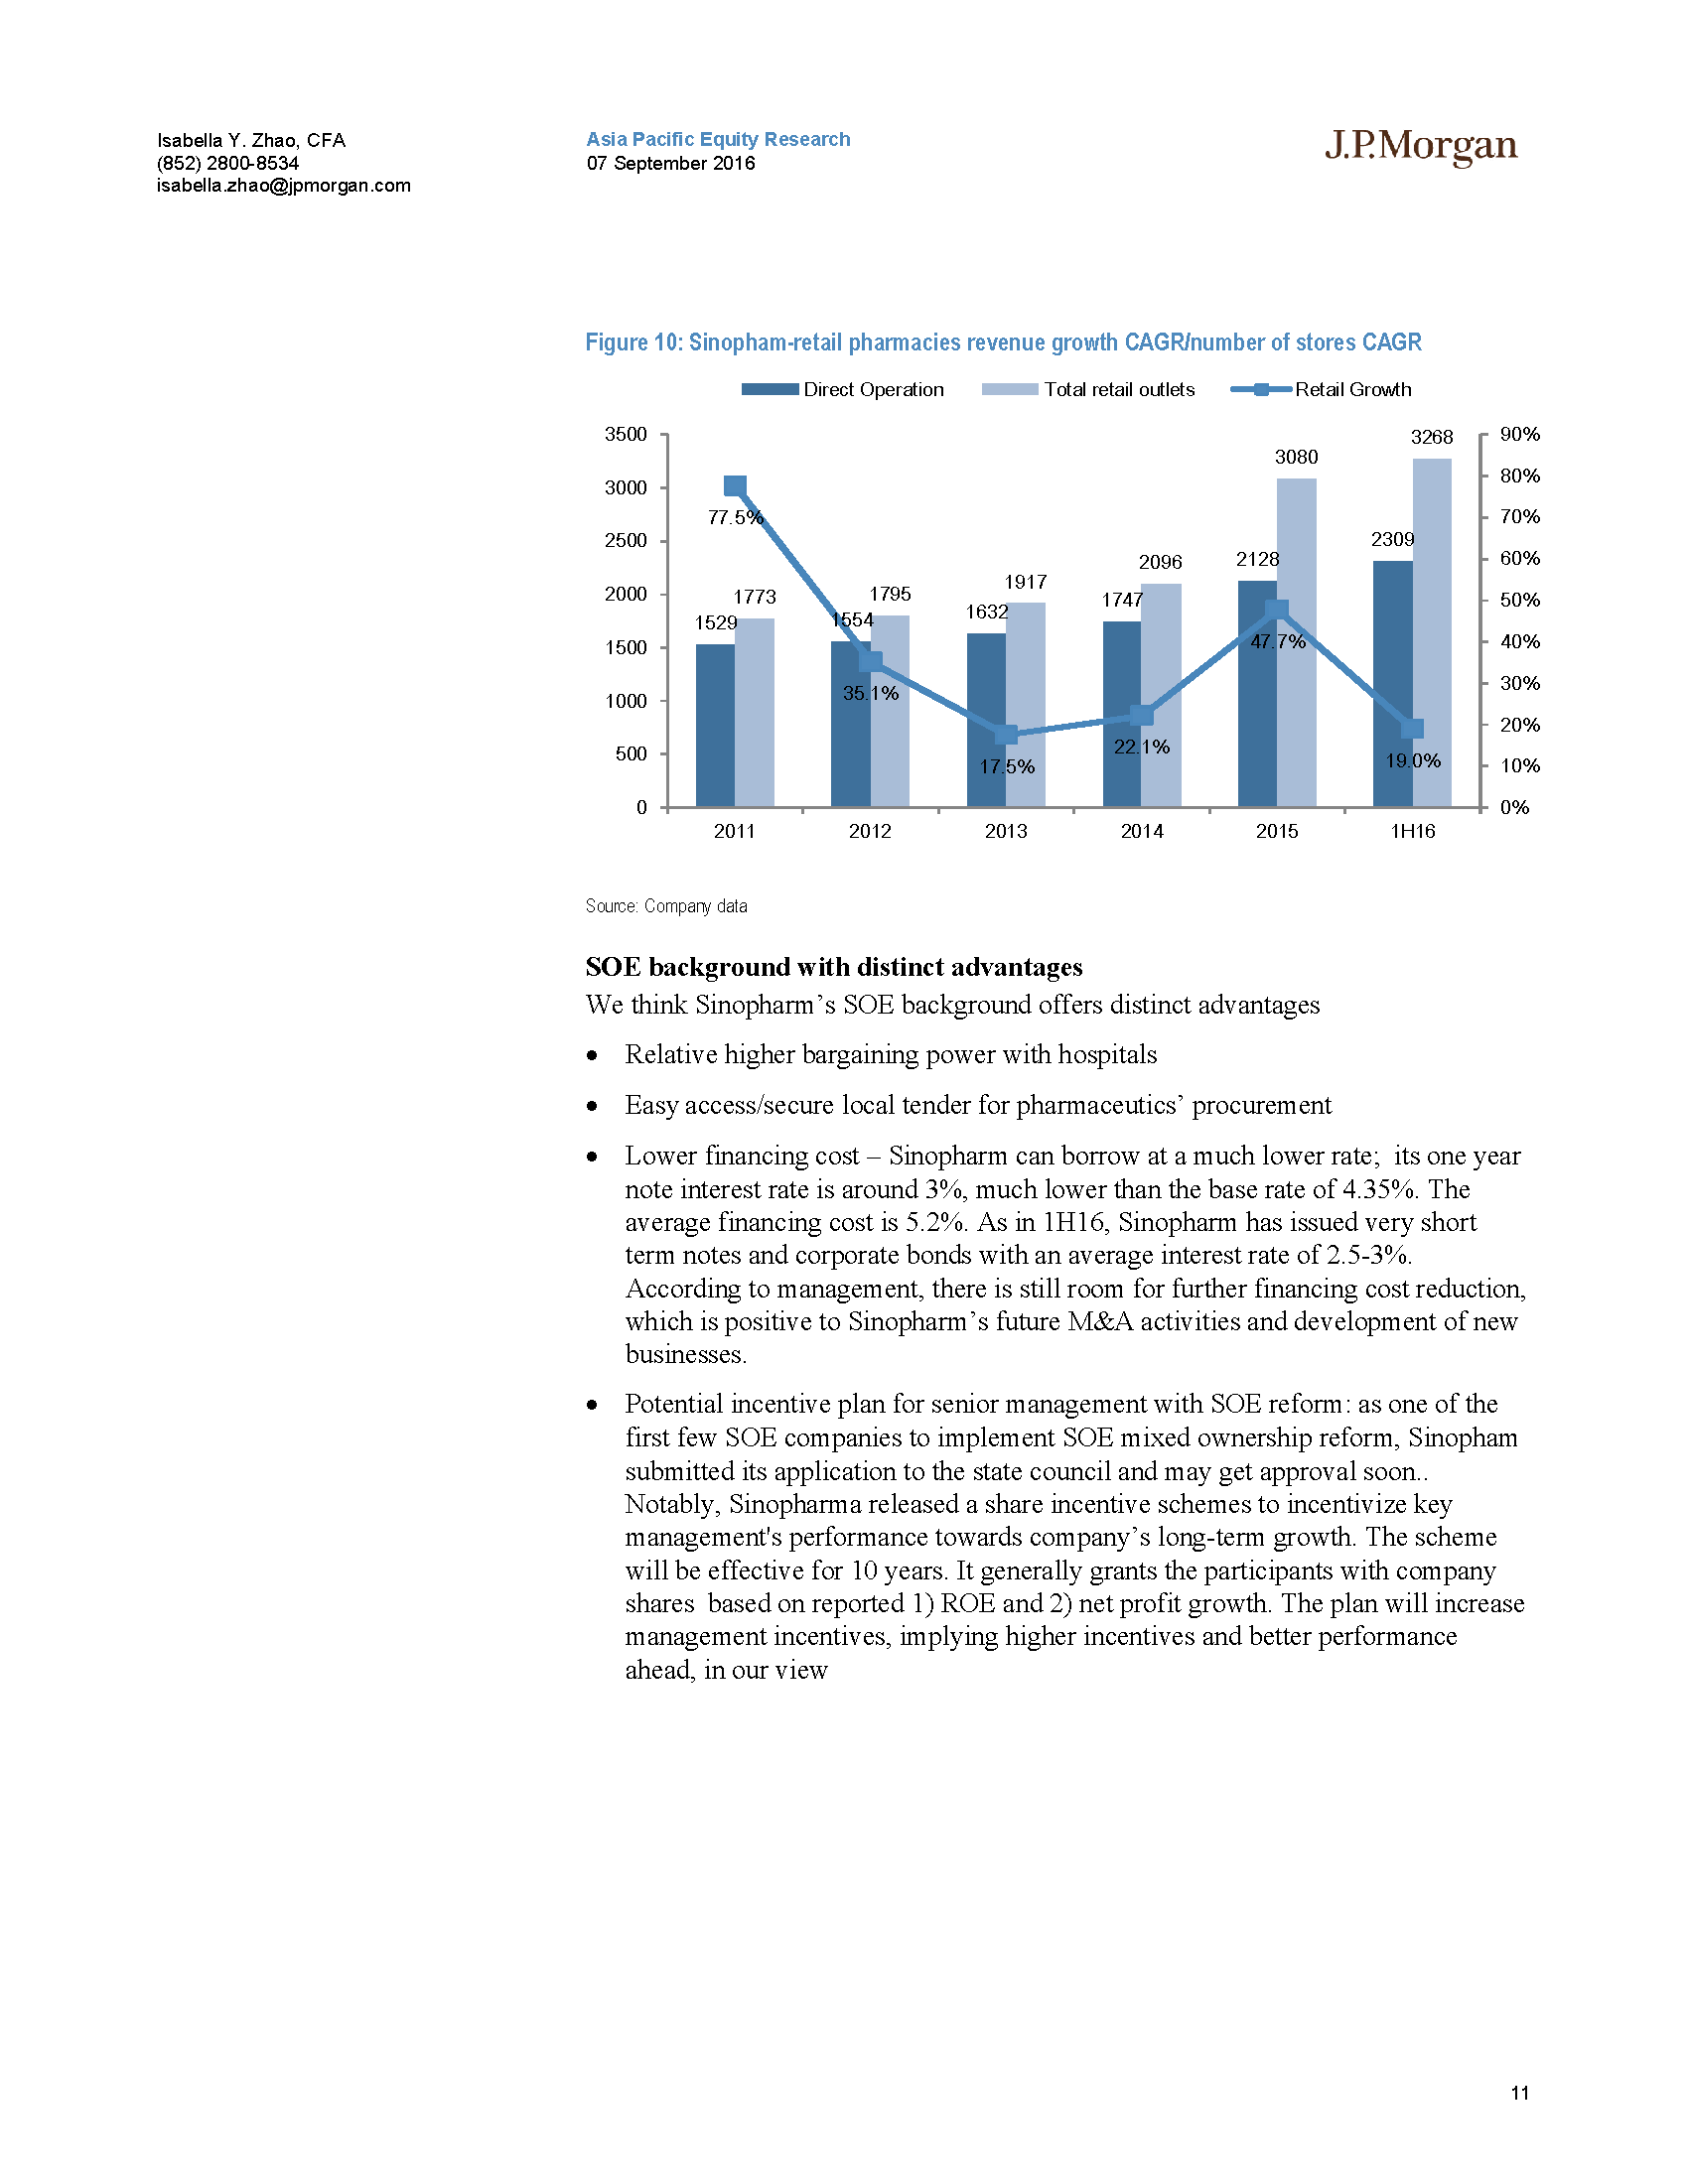 Isabella Y. Zhao, CFA
(852) 2800-8534
isabella.zhao@jpmorgan.com
Asia Pacific Equity Research
07 September 2016
J.P.Morgan
Figure 10: Sinopham-retail pharmacies revenue growth CAGR/number of stores CAGR
Direct Operation Total retail outlets Retail Growth
3500
3000
2500
2000
1500
1000
500
0
90%
80%
70%
60%
50%
40%
30%
20%
10%
0%
1529 1773
1554 1795
1632 1917
1747 2096
2128 3080
2309 3268
77.5%
35.1%
17.5%
22.1%
47.7%
19.0%
2011 2012 2013 2014 2015 1H16
Source: Company data
SOE background with distinct advantages
We think Sinopharm’s SOE background offers distinct advantages
• Relative higher bargaining power with hospitals
• Easy access/secure local tender for pharmaceutics’ procurement
• Lower financing cost – Sinopharm can borrow at a much lower rate;  its one year
note interest rate is around 3%, much lower than the base rate of 4.35%. The
average financing cost is 5.2%. As in 1H16, Sinopharm has issued very short
term notes and corporate bonds with an average interest rate of 2.5-3%.
According to management, there is still room for further financing cost reduction,
which is positive to Sinopharm’s future M&A activities and development of new
businesses.
• Potential incentive plan for senior management with SOE reform: as one of the
first few SOE companies to implement SOE mixed ownership reform, Sinopham
submitted its application to the state council and may get approval soon..
Notably, Sinopharma released a share incentive schemes to incentivize key
management's performance towards company’s long-term growth. The scheme
will be effective for 10 years. It generally grants the participants with company
shares  based on reported 1) ROE and 2) net profit growth. The plan will increase
management incentives, implying higher incentives and better performance
ahead, in our view
11